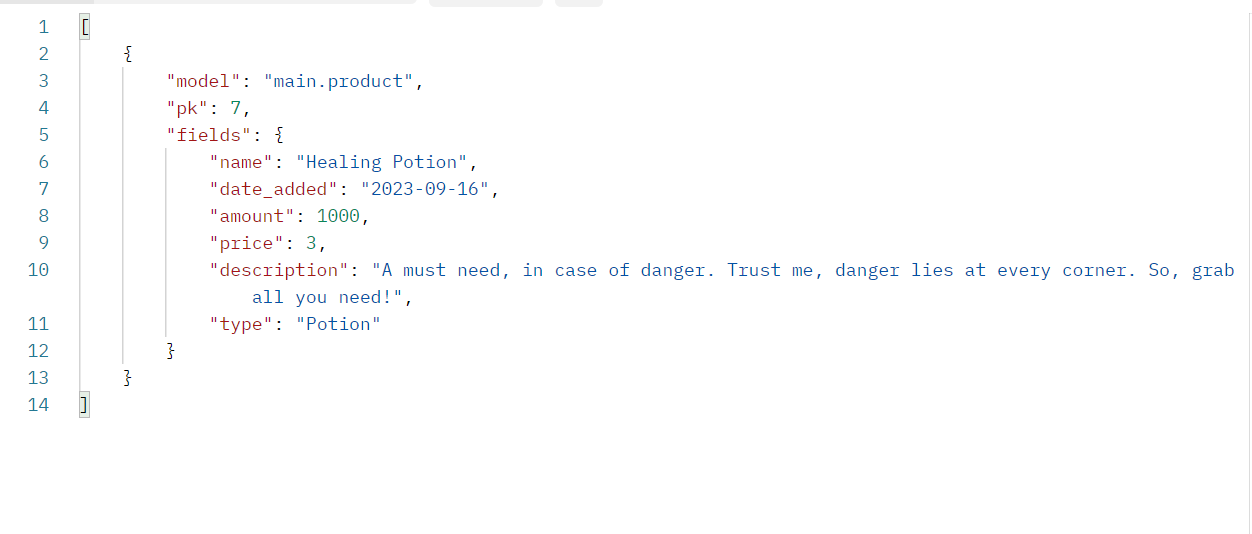 1 [
2     {
3         "model": "main.product",
4         "pk": 7,
5         "fields": {
6             "name": "Healing Potion",
7             "date_added": "2023-09-16",
8             "amount": 1000,
9             "price": 3,
10             "description": "A must need, in case of danger. Trust me, danger lies at every corner. So, grab
                all you need!",
11             "type": "Potion"
12         }
13     }
14 ]